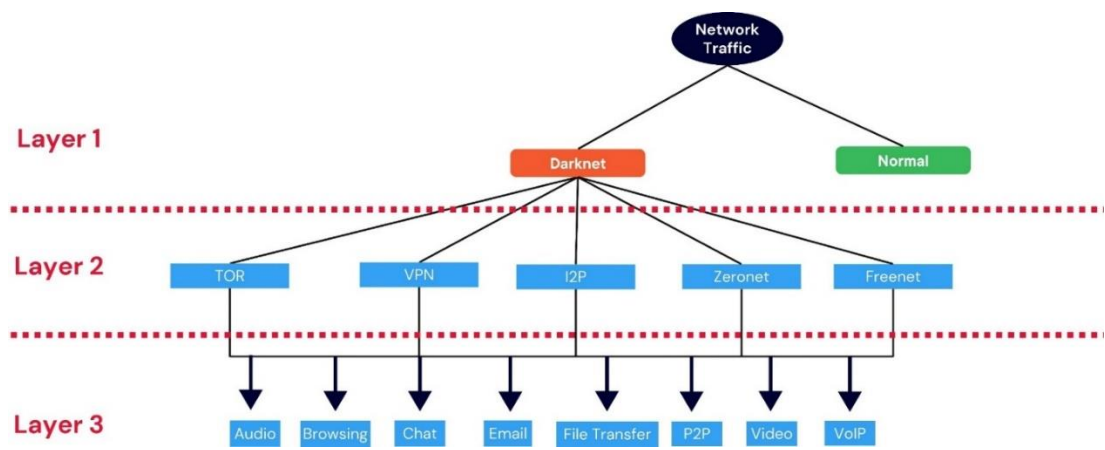 Network
Traffic
Layer 1
Darknet
Normal
Layer 2
TOR
VPN
I2P
Zeronet
Freenet
Layer 3
Audio
Browsing
Chat
Email
File Transfer
P2P
Video
VoIP